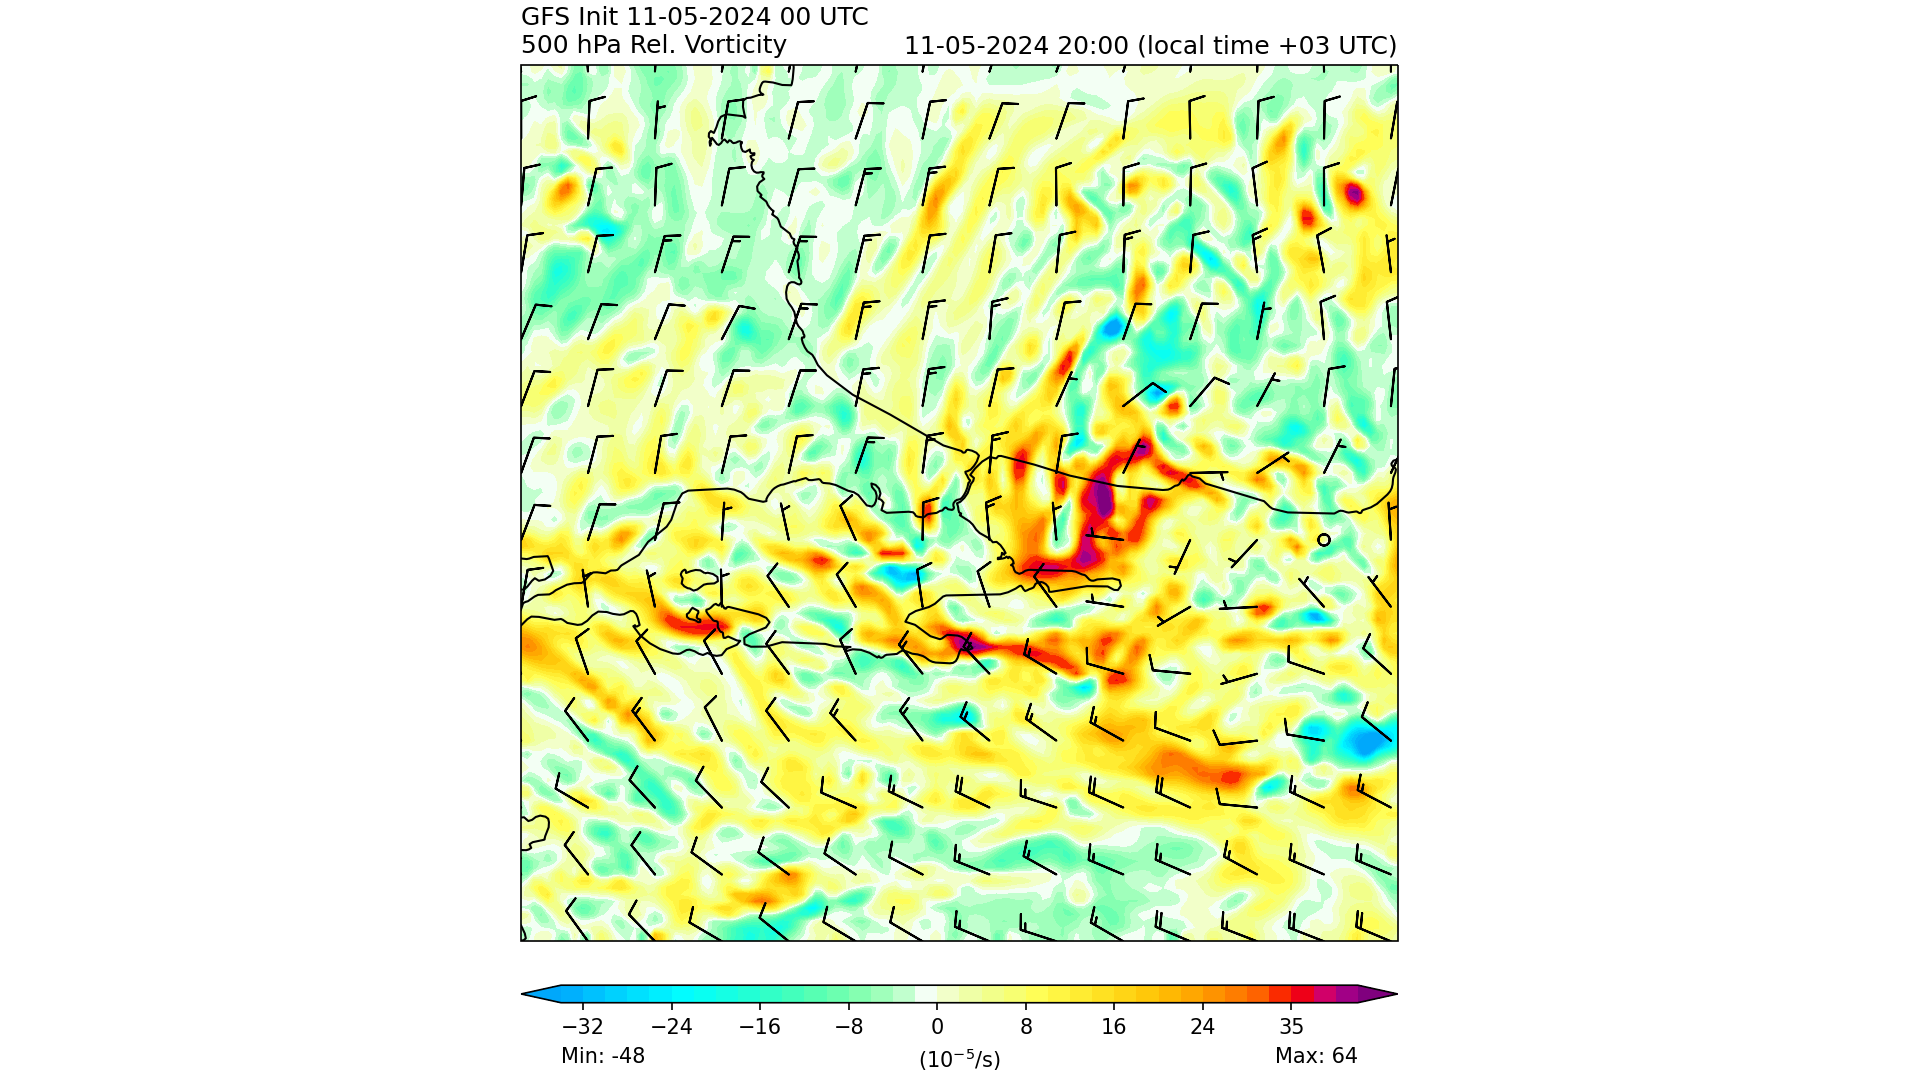 GFS Init 11-05-2024 00 UTC
500 hPa Rel. Vorticity
11-05-2024 20:00 (local time +03 UTC)
−32 −24 −16 −8 0 8 16 24 35
Min: -48 (10⁻⁵/s) Max: 64